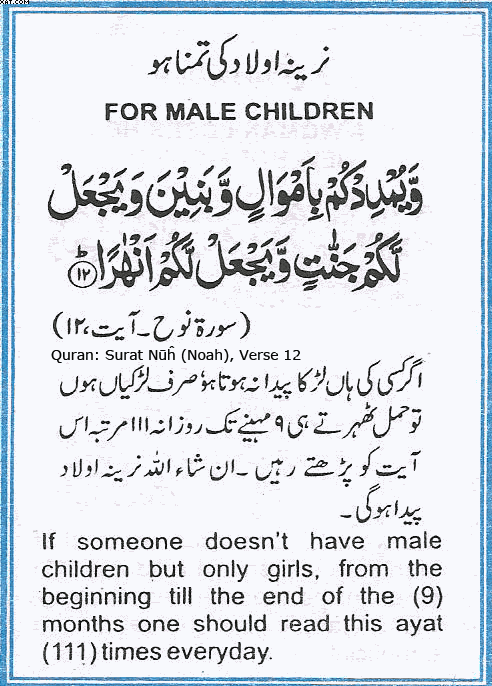 نرینہ اولاد کی تمنا ہو
FOR MALE CHILDREN
وَّيُمْدِدْكُمْ بِاَمْوَالٍ وَّبَنِيْنَ وَيَجْعَلْ
لَّكُمْ جَنّٰتٍ وَّيَجْعَلْ لَّكُمْ اَنْهٰرًاؕ ۱۲
(سورۃ نوح ۔ آیت، ۱۲)
Quran: Surat Nūĥ (Noah), Verse 12
اگر کسی کی ہاں لڑکا پیدا نہ ہوتا ہو صرف لڑکیاں ہوں
تو حمل ٹھہرتے ہی ۹ مہینے تک روزانہ ۱۱۱ مرتبہ اس
آیت کو پڑھتے رہیں ۔ ان شاء اللہ نرینہ اولاد
پیدا ہوگی ۔
If someone doesn't have male
children but only girls, from the
beginning till the end of the (9)
months one should read this ayat
(111) times everyday.